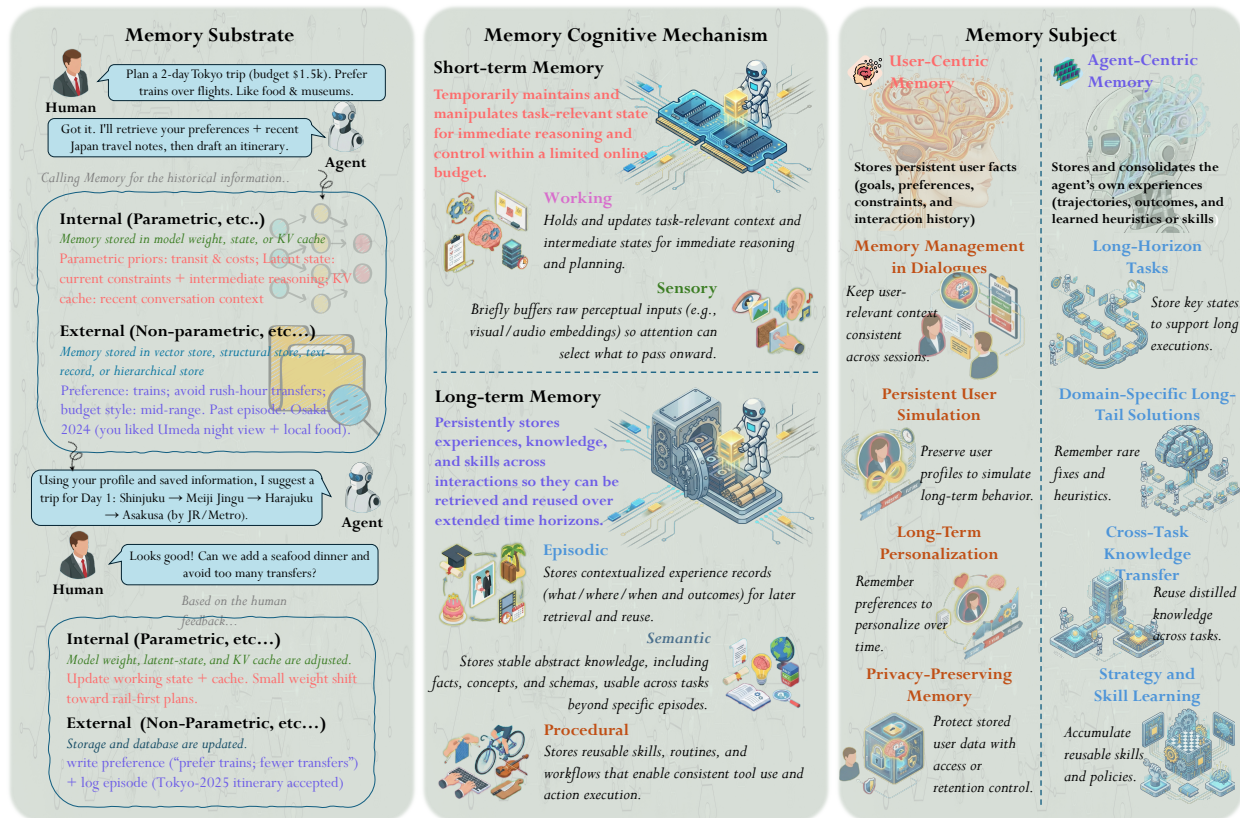 Memory Substrate
Plan a 2-day Tokyo trip (budget $1.5k). Prefer
trains over flights. Like food & museums.
Human
Got it. I'll retrieve your preferences + recent
Japan travel notes, then draft an itinerary.
Agent
Calling Memory for the historical information..
Internal (Parametric, etc..)
Memory stored in model weight, state, or KV cache
Parametric priors: transit & costs; Latent state:
current constraints + intermediate reasoning; KV
cache: recent conversation context
External (Non-parametric, etc...)
Memory stored in vector store, structural store, text-
record, or hierarchical store
Preference: trains; avoid rush-hour transfers;
budget style: mid-range. Past episode: Osaka
2024 (you liked Umeda night view + local food).
Using your profile and saved information, I suggest a
trip for Day 1: Shinjuku → Meiji Jingu → Harajuku
→ Asakusa (by JR/Metro).
Agent
Looks good! Can we add a seafood dinner and
avoid too many transfers?
Human
Based on the human
feedback...
Internal (Parametric, etc...)
Model weight, latent-state, and KV cache are adjusted.
Update working state + cache. Small weight shift
toward rail-first plans.
External (Non-Parametric, etc...)
Storage and database are updated.
write preference ("prefer trains; fewer transfers")
+ log episode (Tokyo-2025 itinerary accepted)
Memory Cognitive Mechanism
Short-term Memory
Temporarily maintains and
manipulates task-relevant state
for immediate reasoning and
control within a limited online
budget.
Working
Holds and updates task-relevant context and
intermediate states for immediate reasoning
and planning.
Sensory
Briefly buffers raw perceptual inputs (e.g.,
visual/audio embeddings) so attention can
select what to pass onward.
Long-term Memory
Persistently stores
experiences, knowledge,
and skills across
interactions so they can be
retrieved and reused over
extended time horizons.
Episodic
Stores contextualized experience records
(what/where/when and outcomes) for later
retrieval and reuse.
Semantic
Stores stable abstract knowledge, including
facts, concepts, and schemas, usable across tasks
beyond specific episodes.
Procedural
Stores reusable skills, routines, and
workflows that enable consistent tool use and
action execution.
Memory Subject
User-Centric
Memory
Stores persistent user facts
(goals, preferences,
constraints, and
interaction history)
Memory Management
in Dialogues
Keep user-
relevant context
consistent
across sessions.
Persistent User
Simulation
Preserve user
profiles to simulate
long-term behavior.
Long-Term
Personalization
Remember
preferences to
personalize over
time.
Privacy-Preserving
Memory
Protect stored
user data with
access or
retention control.
Agent-Centric
Memory
Stores and consolidates the
agent's own experiences
(trajectories, outcomes, and
learned heuristics or skills
Long-Horizon
Tasks
Store key states
to support long
executions.
Domain-Specific Long-
Tail Solutions
Remember rare
fixes and
heuristics.
Cross-Task
Knowledge
Transfer
Reuse distilled
knowledge
across tasks.
Strategy and
Skill Learning
Accumulate
reusable skills
and policies.